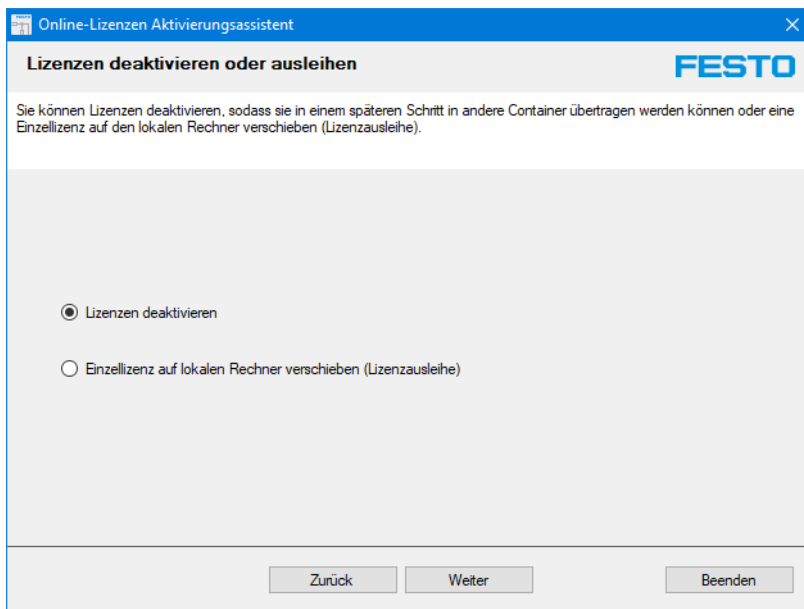 Online-Lizenzen Aktivierungsassistent
Lizenzen deaktivieren oder ausleihen
FESTO
Sie können Lizenzen deaktivieren, sodass sie in einem späteren Schritt in andere Container übertragen werden können oder eine
Einzellizenz auf den lokalen Rechner verschieben (Lizenzausleihe).
Lizenzen deaktivieren
Einzellizenz auf lokalen Rechner verschieben (Lizenzausleihe)
Zurück Weiter Beenden